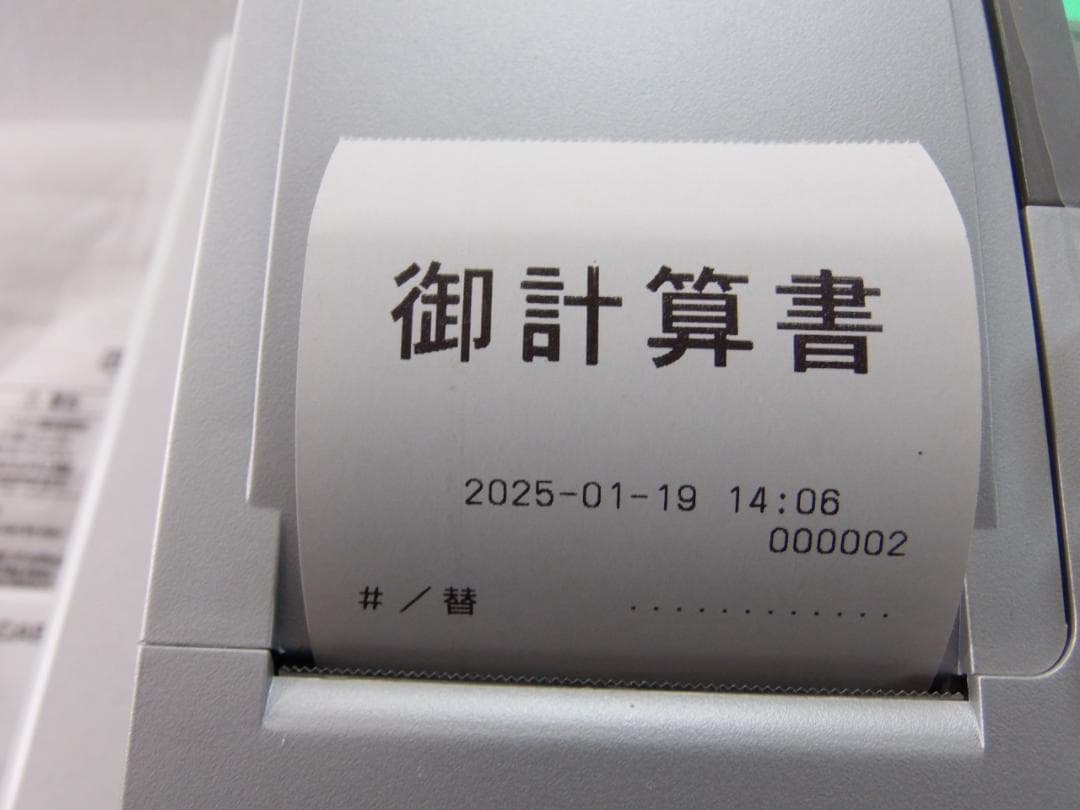 御計算書
2025-01-19 14:06
000002
#／替 ............